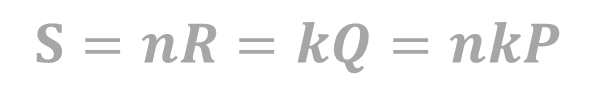 S = nR = kQ = nkP